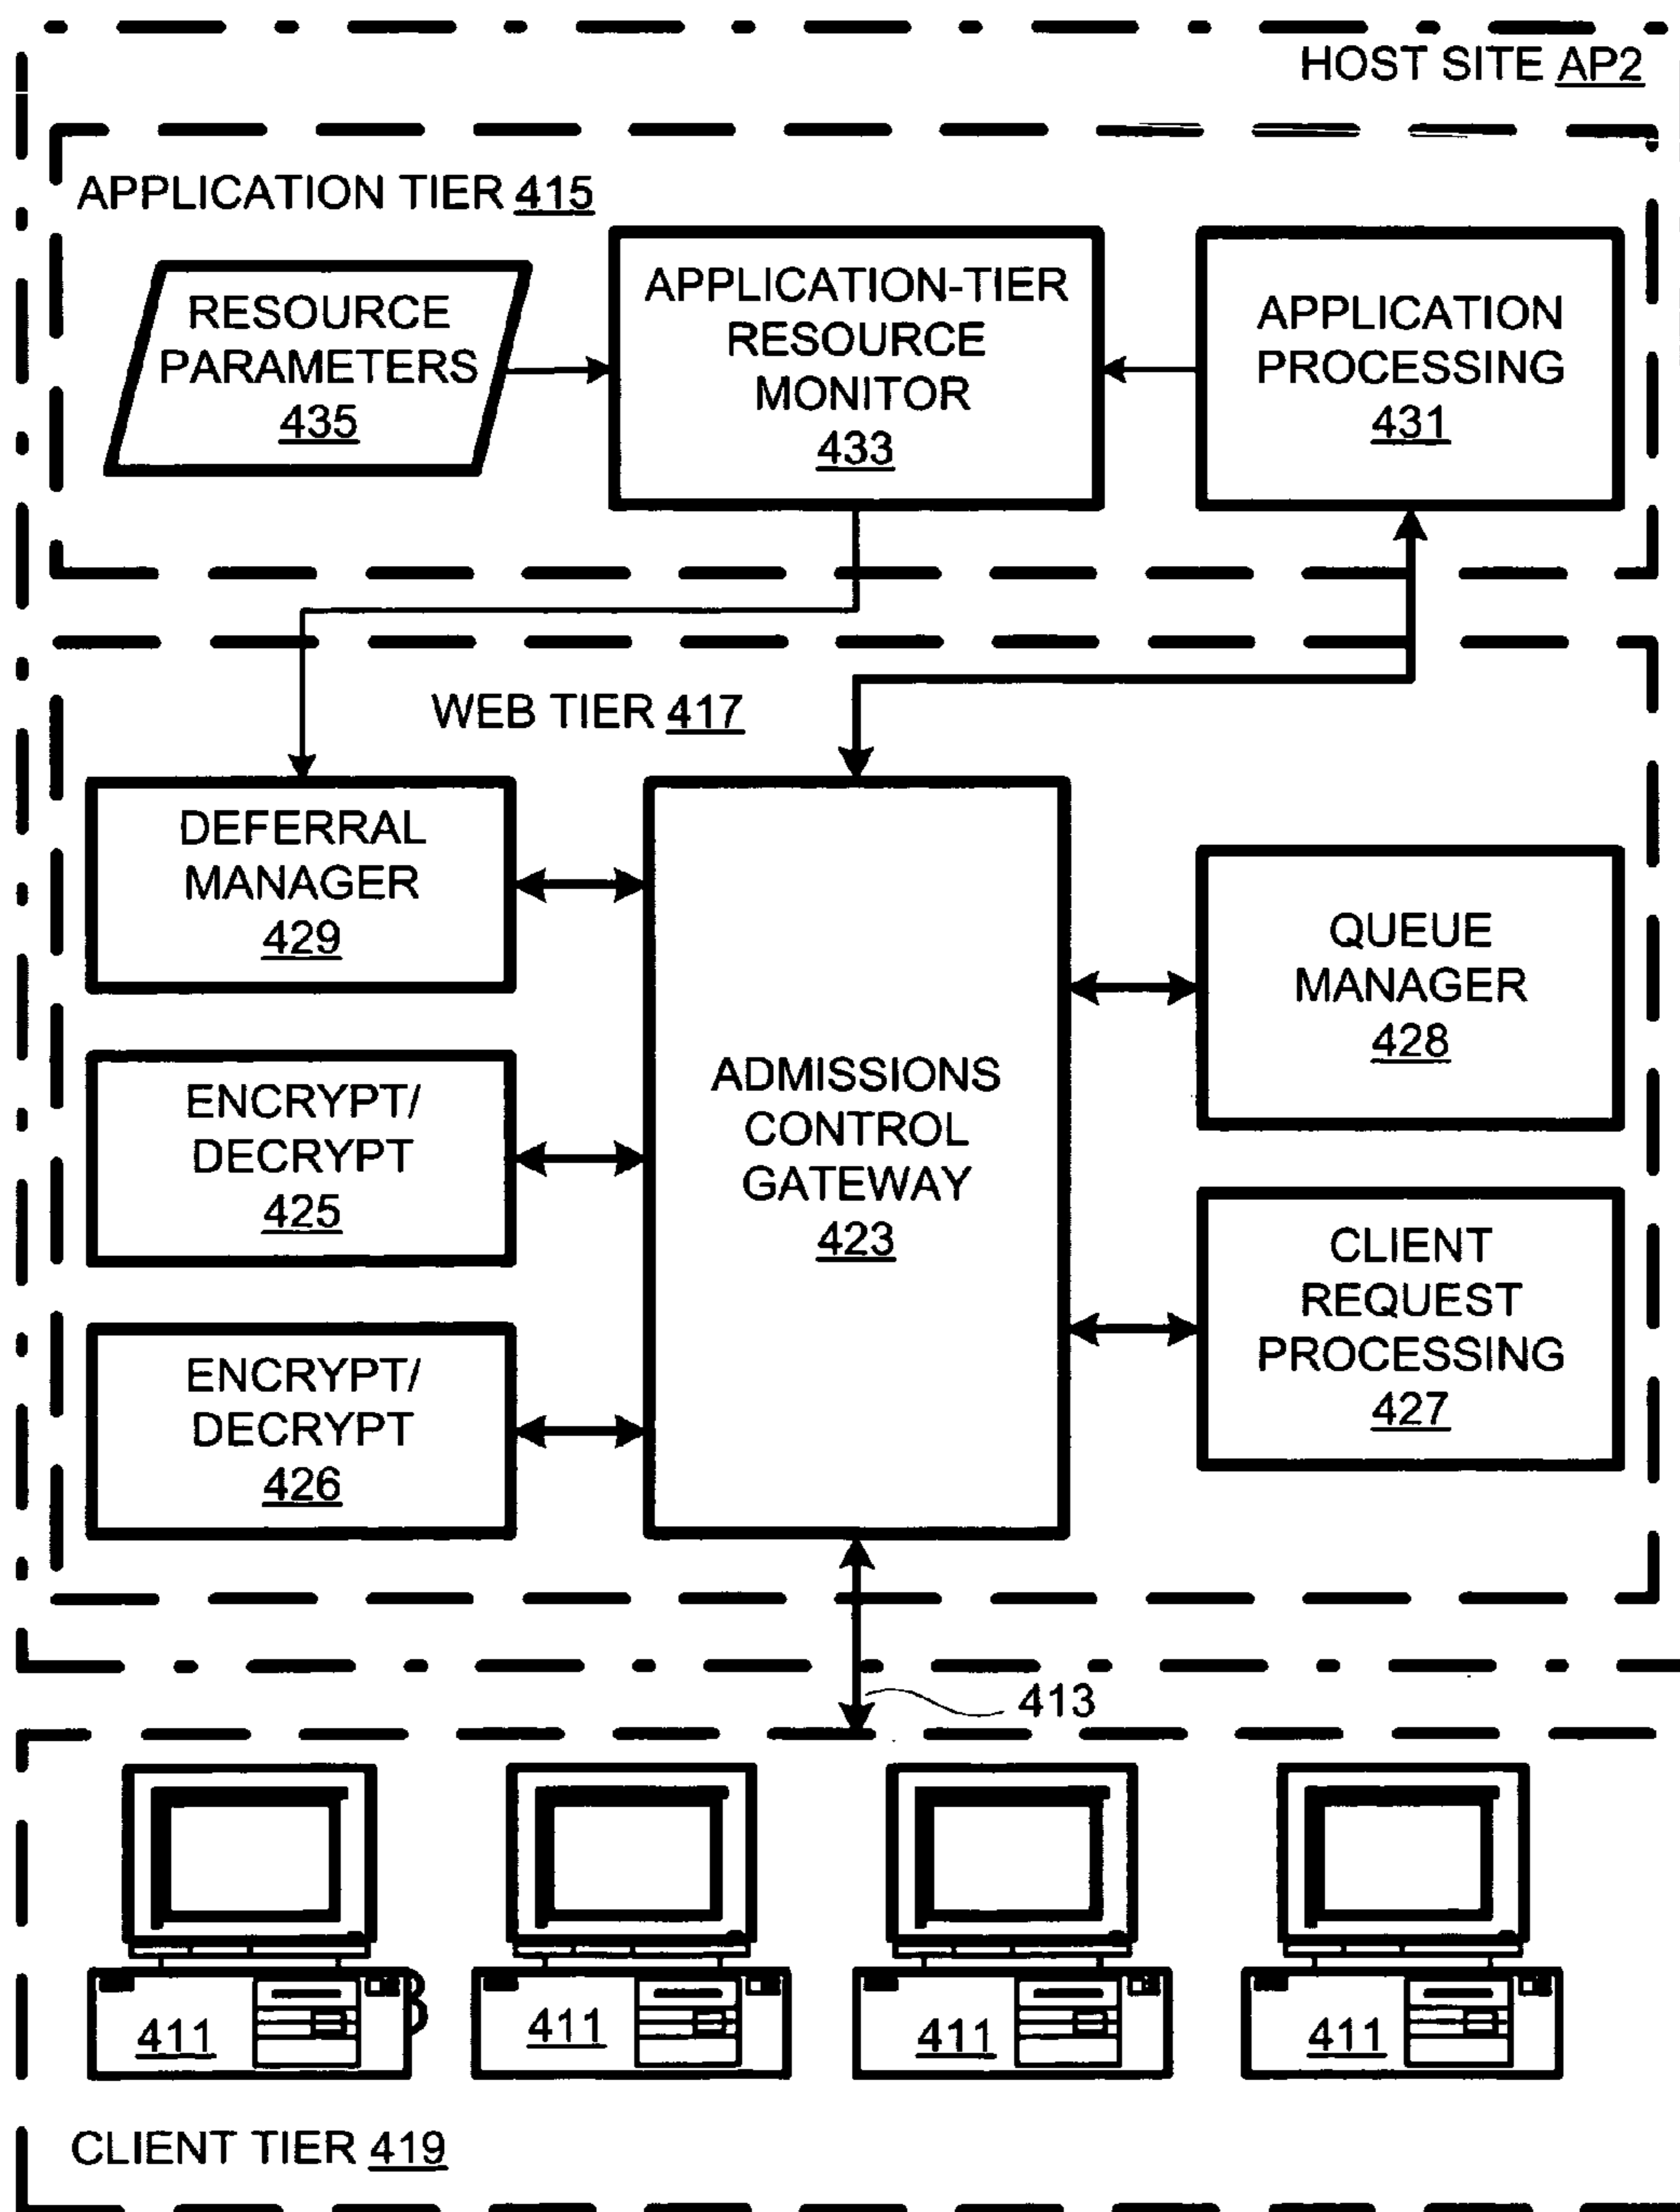 HOST SITE AP2
APPLICATION TIER 415
RESOURCE
PARAMETERS
435
APPLICATION-TIER
RESOURCE
MONITOR
433
APPLICATION
PROCESSING
431
WEB TIER 417
DEFERRAL
MANAGER
429
ENCRYPT/
DECRYPT
425
ENCRYPT/
DECRYPT
426
ADMISSIONS
CONTROL
GATEWAY
423
QUEUE
MANAGER
428
CLIENT
REQUEST
PROCESSING
427
413
411
411
411
411
CLIENT TIER 419